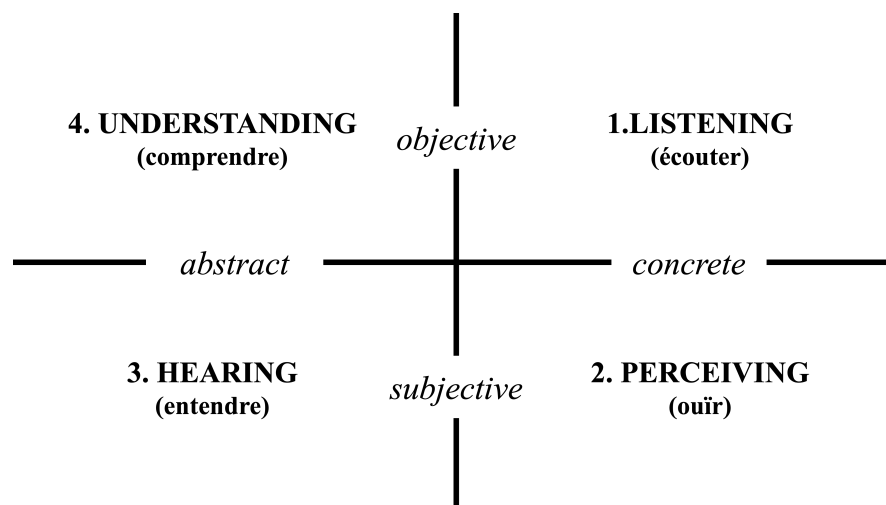 4. UNDERSTANDING
(comprendre)
objective
1.LISTENING
(écouter)
abstract
concrete
3. HEARING
(entendre)
subjective
2. PERCEIVING
(ouïr)